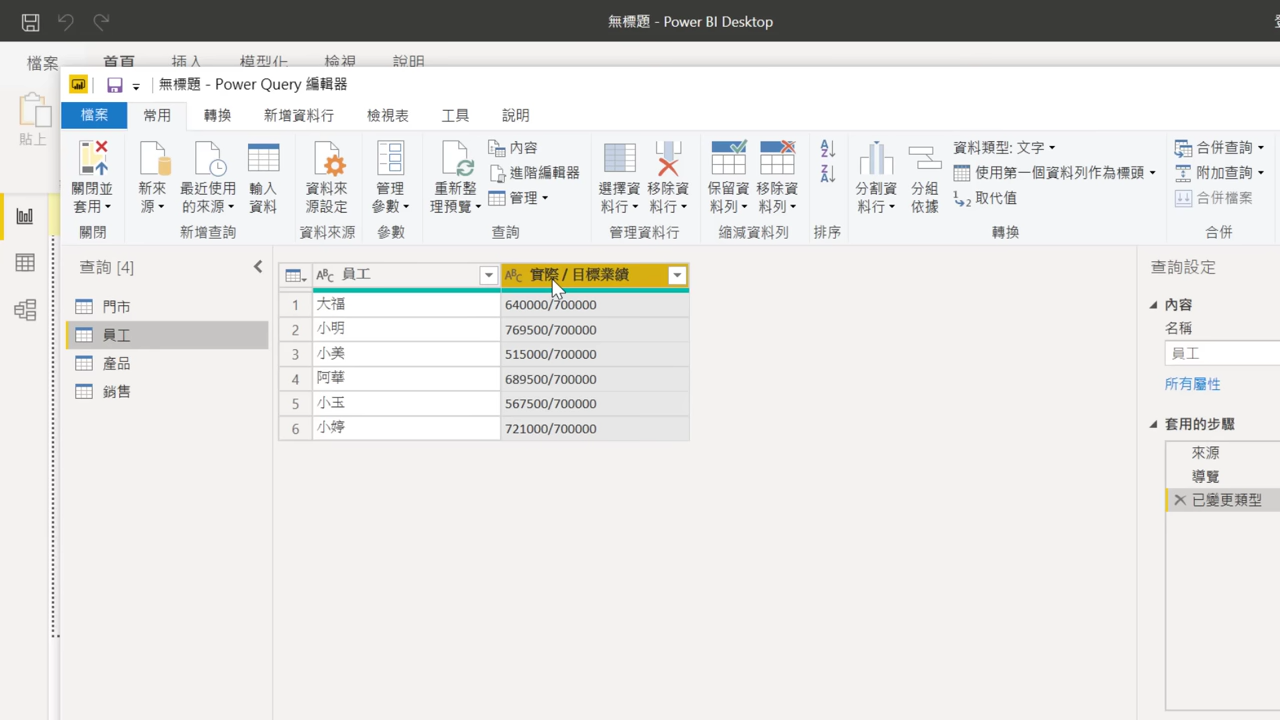 無標題 - Power BI Desktop
檔案 首頁 插入 模型化 檢視 說明
無標題 - Power Query 編輯器
檔案 常用 轉換 新增資料行 檢視表 工具 說明
貼上
關閉並
套用
新來
源
最近使用
的來源
輸入
資料
資料來
源設定
管理
參數
重新整
理預覽
內容
進階編輯器
管理
選擇資
料行
移除資
料行
保留資
料列
移除資
料列
分割資
料行
分組
依據
資料類型: 文字
使用第一個資料列作為標頭
取代值
合併查詢
附加查詢
合併檔案
關閉 新增查詢 資料來源 參數 查詢 管理資料行 縮減資料列 排序 轉換 合併
查詢 [4]
門市
員工
產品
銷售
員工 實際 / 目標業績
1 大福 640000/700000
2 小明 769500/700000
3 小美 515000/700000
4 阿華 689500/700000
5 小玉 567500/700000
6 小婷 721000/700000
查詢設定
內容
名稱
員工
所有屬性
套用的步驟
來源
導覽
已變更類型